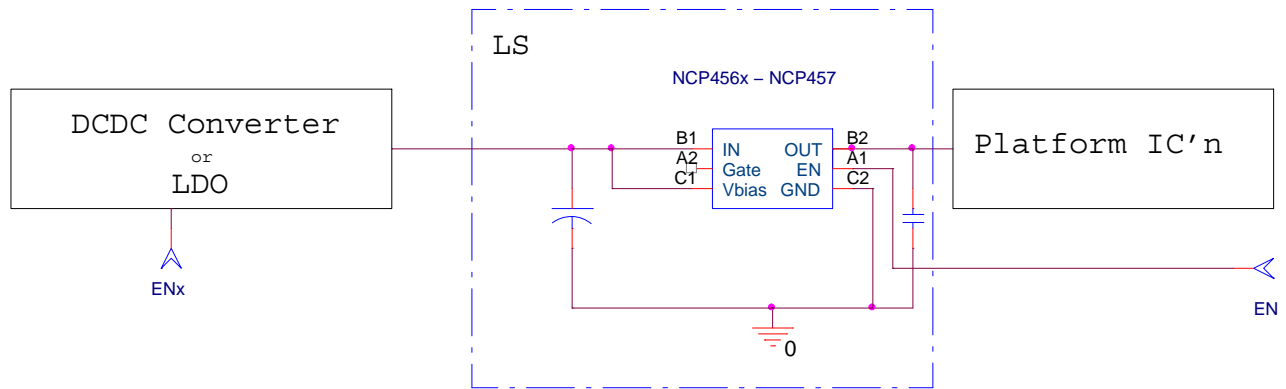 LS
NCP456x – NCP457
DCDC Converter
or
LDO
ENx
B1
A2
C1
IN
Gate
Vbias
OUT
EN
GND
B2
A1
C2
Platform IC'n
EN
0